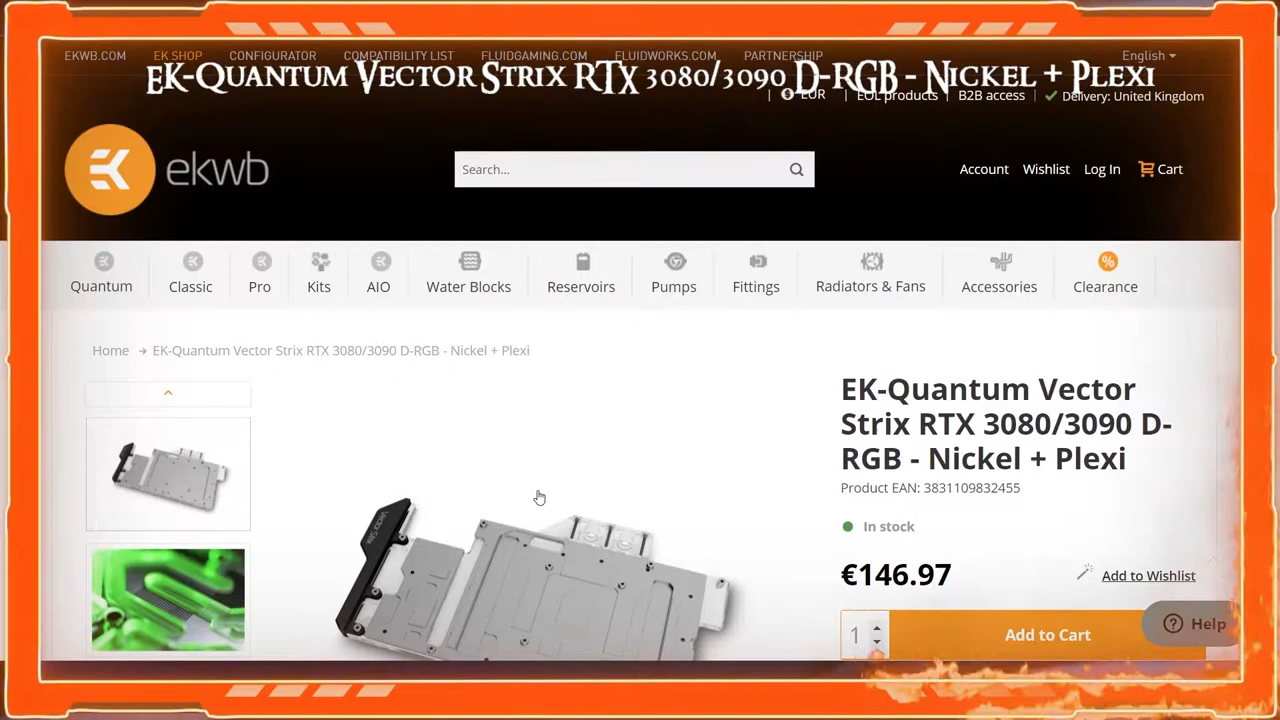 EKWB.COM EK SHOP CONFIGURATOR COMPATIBILITY LIST FLUIDGAMING.COM FLUIDWORKS.COM PARTNERSHIP English
EK-Quantum Vector Strix RTX 3080/3090 D-RGB - Nickel + Plexi
EUR EOL products B2B access Delivery: United Kingdom
ekwb
Search...
Account Wishlist Log In Cart
Quantum Classic Pro Kits AIO Water Blocks Reservoirs Pumps Fittings Radiators & Fans Accessories Clearance
Home → EK-Quantum Vector Strix RTX 3080/3090 D-RGB - Nickel + Plexi
EK-Quantum Vector
Strix RTX 3080/3090 D-
RGB - Nickel + Plexi
Product EAN: 3831109832455
In stock
€146.97
Add to Wishlist
1
Add to Cart
Help